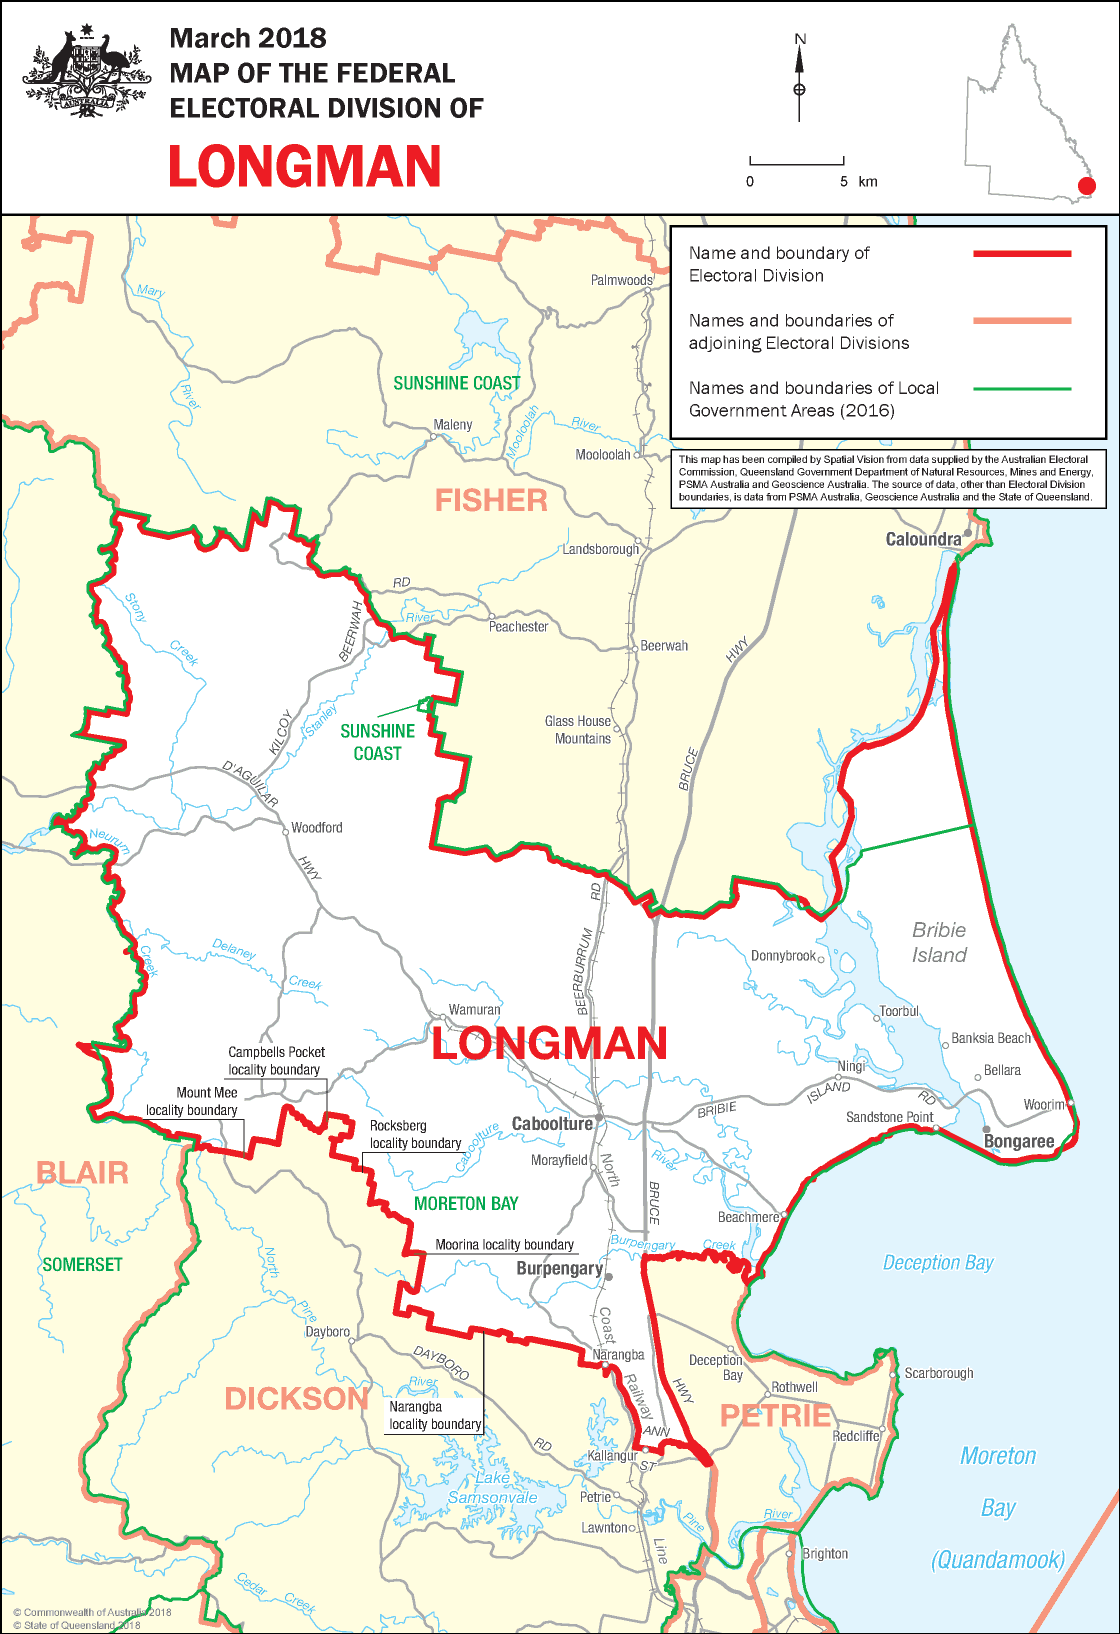 March 2018
MAP OF THE FEDERAL
ELECTORAL DIVISION OF
LONGMAN
AUSTRALIA
N
0 5 km
Name and boundary of
Electoral Division
Names and boundaries of
adjoining Electoral Divisions
Names and boundaries of Local
Government Areas (2016)
This map has been compiled by Spatial Vision from data supplied by the Australian Electoral
Commission, Queensland Government Department of Natural Resources, Mines and Energy,
PSMA Australia and Geoscience Australia. The source of data, other than Electoral Division
boundaries, is data from PSMA Australia, Geoscience Australia and the State of Queensland.
Palmwoods
Mary
River
SUNSHINE COAST
Maleny
Mooloolah
River
Mooloolah
FISHER
Caloundra
Landsborough
RD
River
Peachester
BEERWAH
Beerwah
HWY
Stony
Creek
KILCOY
Stanley
SUNSHINE
COAST
Glass House
Mountains
BRUCE
D'AGUILAR
Woodford
Neurum
HWY
RD
BEERBURRUM
Creek
Delaney
Creek
Bribie
Island
Donnybrook
Toorbul
Wamuran
LONGMAN
Banksia Beach
Campbells Pocket
locality boundary
Ningi
Bellara
Mount Mee
locality boundary
BRIBIE
ISLAND
RD
Woorim
Rocksberg
locality boundary
Caboolture
Sandstone Point
Bongaree
Caboolture
Morayfield
North
River
BLAIR
MORETON BAY
BRUCE
Beachmere
Moorina locality boundary
Burpengary
Creek
SOMERSET
North
Burpengary
Deception Bay
Pine
Dayboro
Coast
Narangba
DAYBORO
Deception
Bay
River
Railway
HWY
Rothwell
Scarborough
DICKSON
Narangba
locality boundary
PETRIE
ANN
Redcliffe
RD
Kallangur
ST
Moreton
Bay
(Quandamook)
Lake
Samsonvale
Petrie
Lawnton
Pine
River
Line
Brighton
Cedar
Creek
© Commonwealth of Australia 2018
© State of Queensland 2018